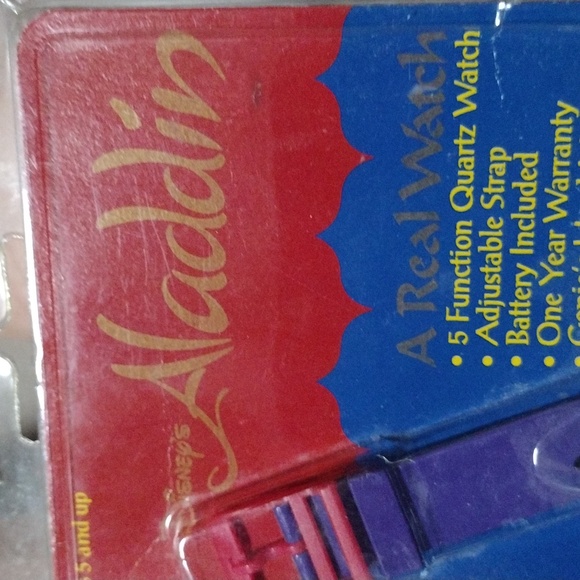 DISNEY'S
Aladdin
A Real Watch
• 5 Function Quartz Watch
• Adjustable Strap
• Battery Included
• One Year Warranty
5 and up